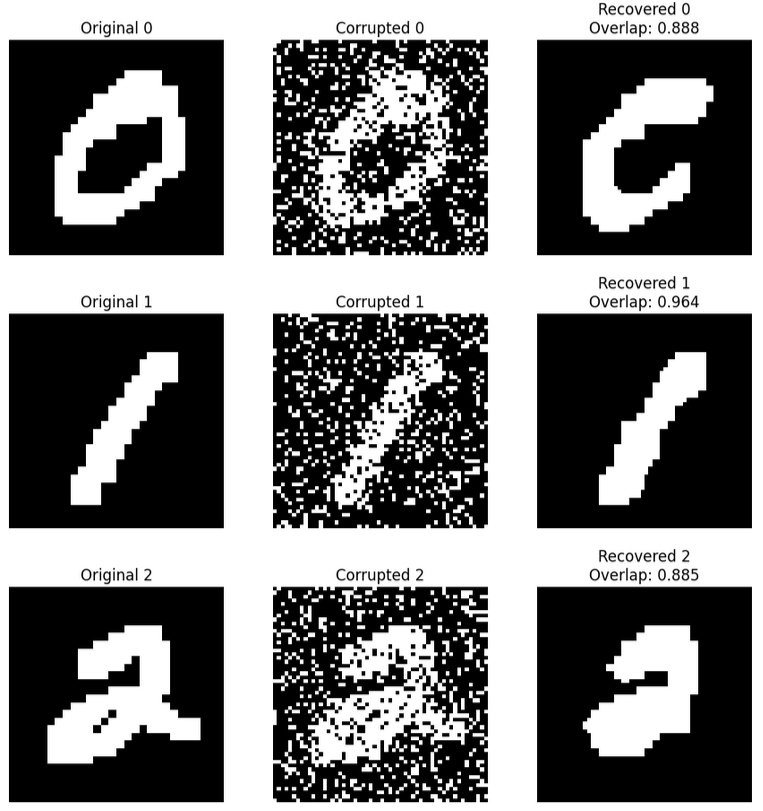 Original 0
Corrupted 0
Recovered 0
Overlap: 0.888
Original 1
Corrupted 1
Recovered 1
Overlap: 0.964
Original 2
Corrupted 2
Recovered 2
Overlap: 0.885